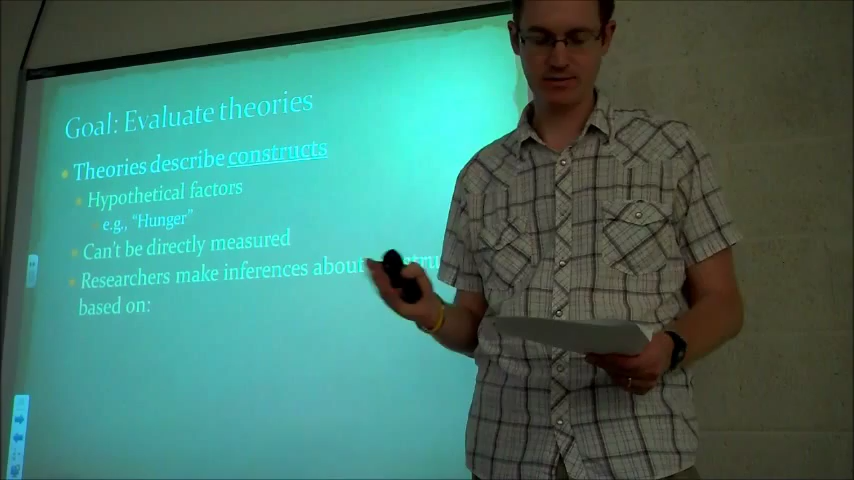 Goal: Evaluate theories
Theories describe constructs
Hypothetical factors
e.g., "Hunger"
Can't be directly measured
Researchers make inferences about
based on: